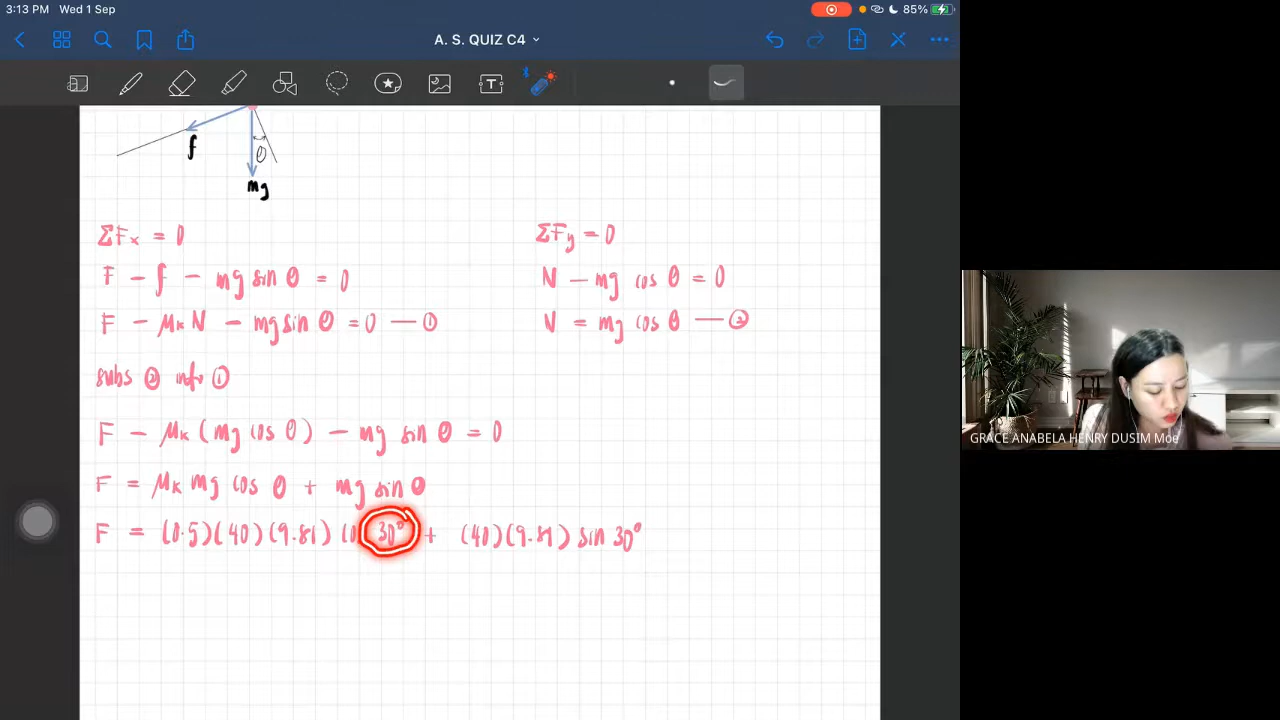 3:13 PM Wed 1 Sep
85%
A. S. QUIZ C4
T
f
θ
mg
ΣFx = 0
ΣFy = 0
F - f - mg sin θ = 0
N - mg cos θ = 0
F - μk N - mg sin θ = 0 — ①
N = mg cos θ — ②
subs ② into ①
F - μk (mg cos θ) - mg sin θ = 0
F = μk mg cos θ + mg sin θ
F = (0.5)(40)(9.81) 30° + (40)(9.81) sin 30°
GRACE ANABELA HENRY DUSIM Moe